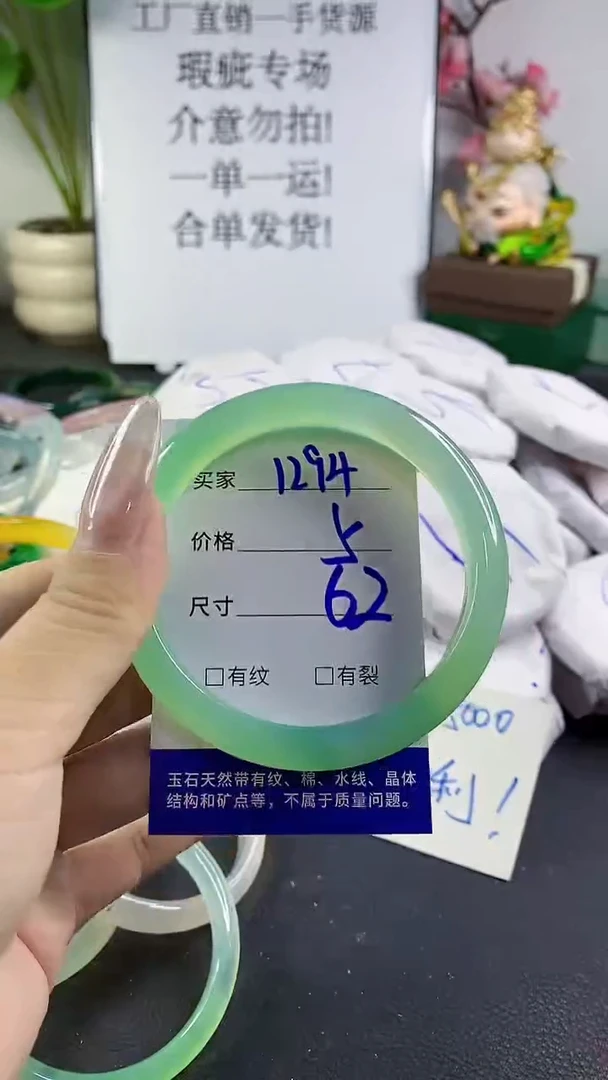 工厂直销一手货源
瑕疵专场
介意勿拍!
一单一运!
合单发货!
买家 1294
价格 5
尺寸 62
□有纹 □有裂
玉石天然带有纹、棉、水线、晶体
结构和矿点等，不属于质量问题。
利!